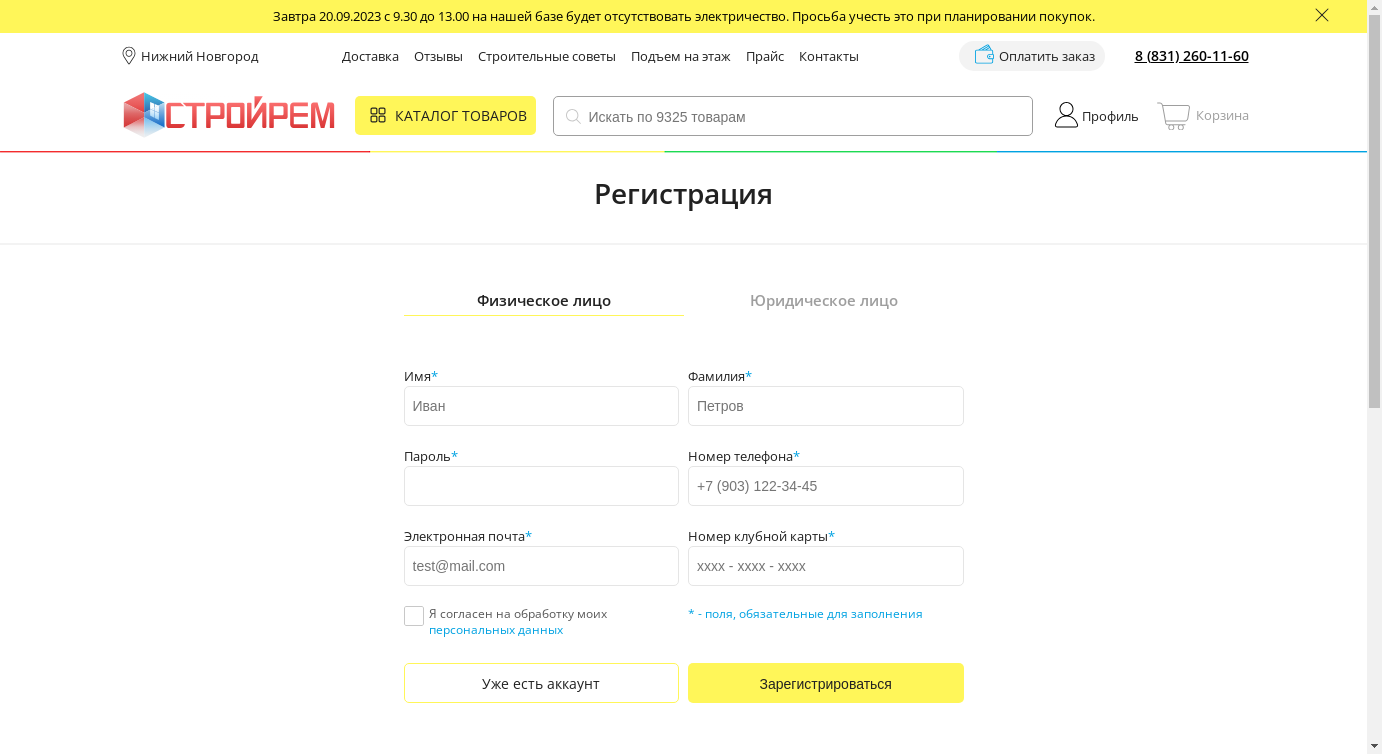 Завтра 20.09.2023 с 9.30 до 13.00 на нашей базе будет отсутствовать электричество. Просьба учесть это при планировании покупок.
Нижний Новгород Доставка Отзывы Строительные советы Подъем на этаж Прайс Контакты Оплатить заказ 8 (831) 260-11-60
СТРОЙРЕМ КАТАЛОГ ТОВАРОВ Искать по 9325 товарам Профиль Корзина
Регистрация
Физическое лицо Юридическое лицо
Имя* Фамилия*
Иван Петров
Пароль* Номер телефона*
+7 (903) 122-34-45
Электронная почта* Номер клубной карты*
test@mail.com xxxx - xxxx - xxxx
Я согласен на обработку моих * - поля, обязательные для заполнения
персональных данных
Уже есть аккаунт Зарегистрироваться